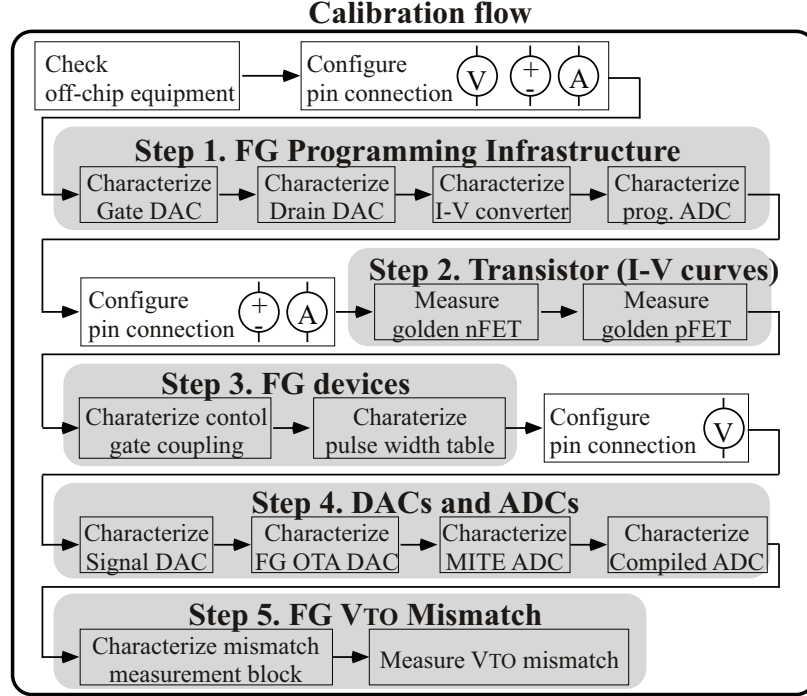 Calibration flow
Check
off-chip equipment
Configure
pin connection
V
+
-
A
Step 1. FG Programming Infrastructure
Characterize
Gate DAC
Characterize
Drain DAC
Characterize
I-V converter
Characterize
prog. ADC
Configure
pin connection
+
-
A
Step 2. Transistor (I-V curves)
Measure
golden nFET
Measure
golden pFET
Step 3. FG devices
Charaterize contol
gate coupling
Charaterize
pulse width table
Configure
pin connection
V
Step 4. DACs and ADCs
Characterize
Signal DAC
Characterize
FG OTA DAC
Characterize
MITE ADC
Characterize
Compiled ADC
Step 5. FG VTO Mismatch
Characterize mismatch
measurement block
Measure VTO mismatch